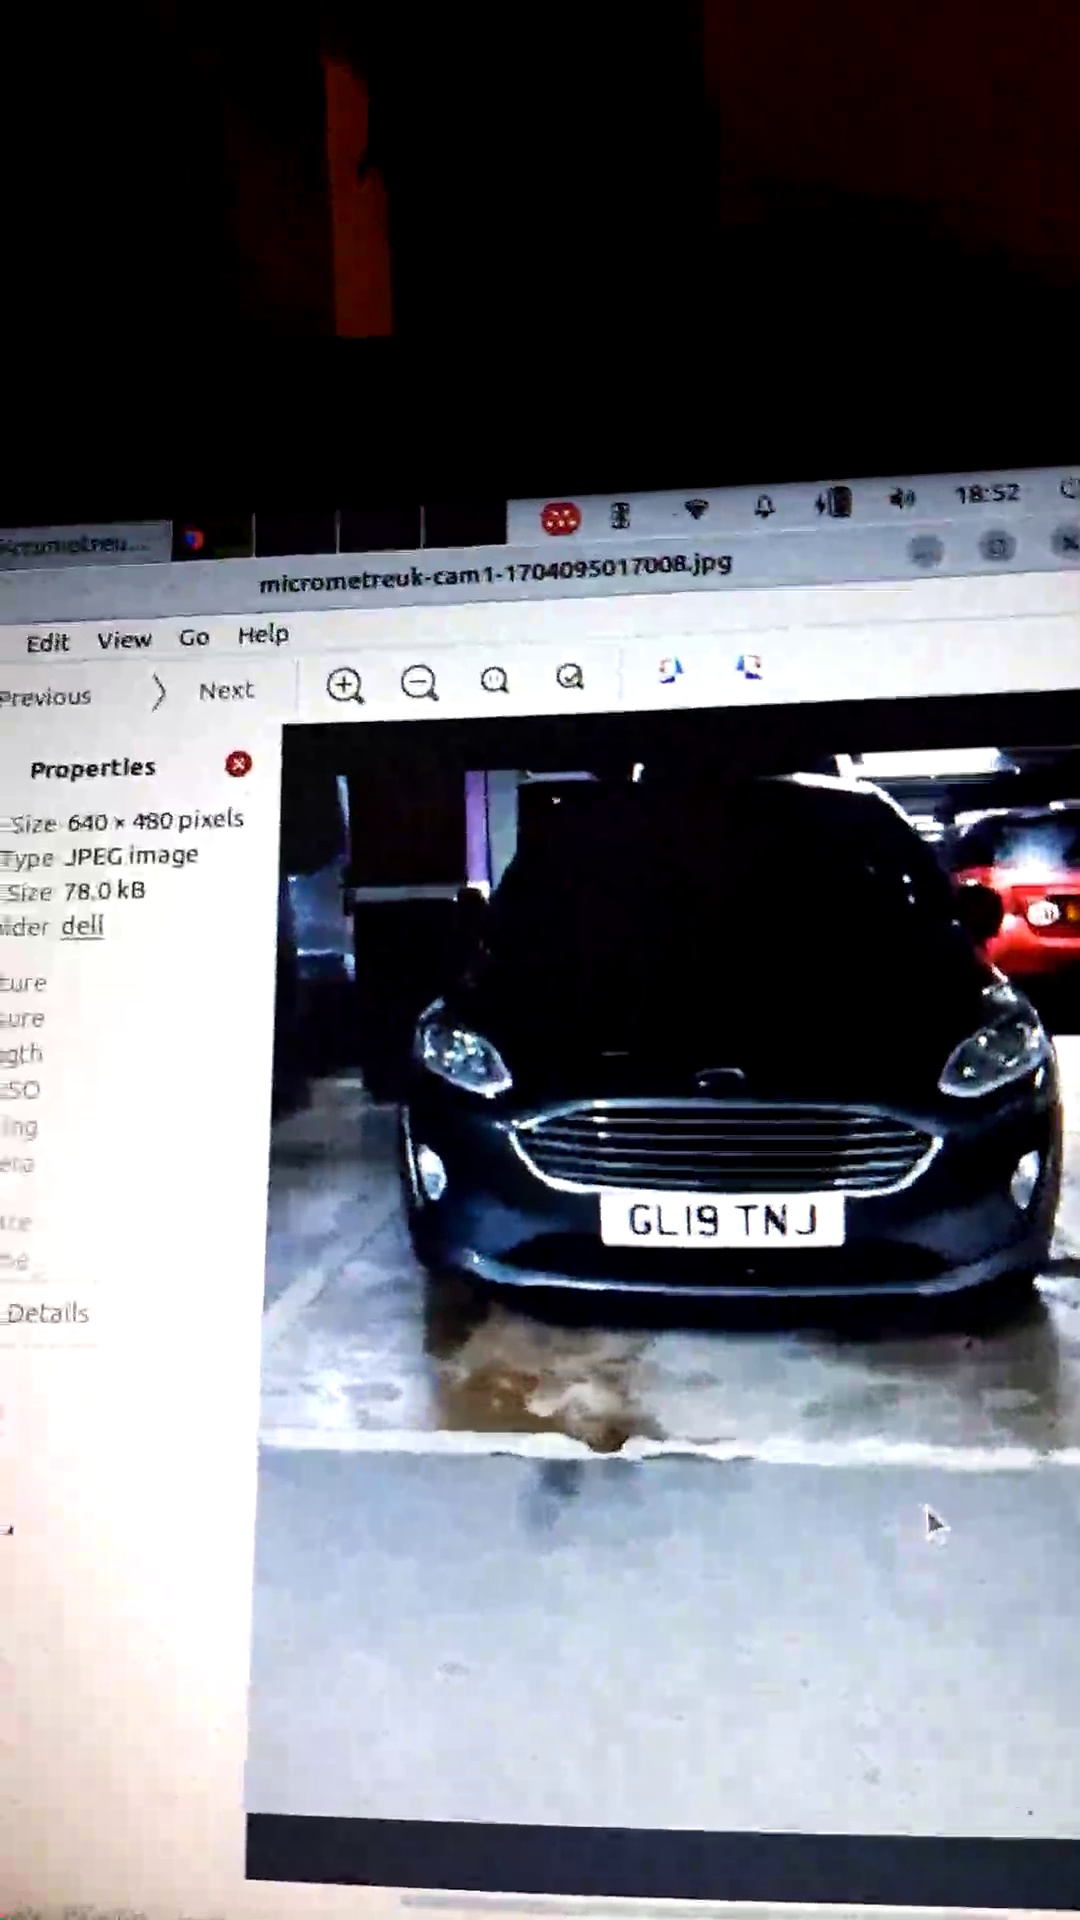 18:52
micrometreuk-cam1-1704095017008.jpg
Edit View Go Help
Previous Next
Properties
Size 640 × 480 pixels
Type JPEG image
Size 78.0 kB
dell
GL19 TNJ
Details